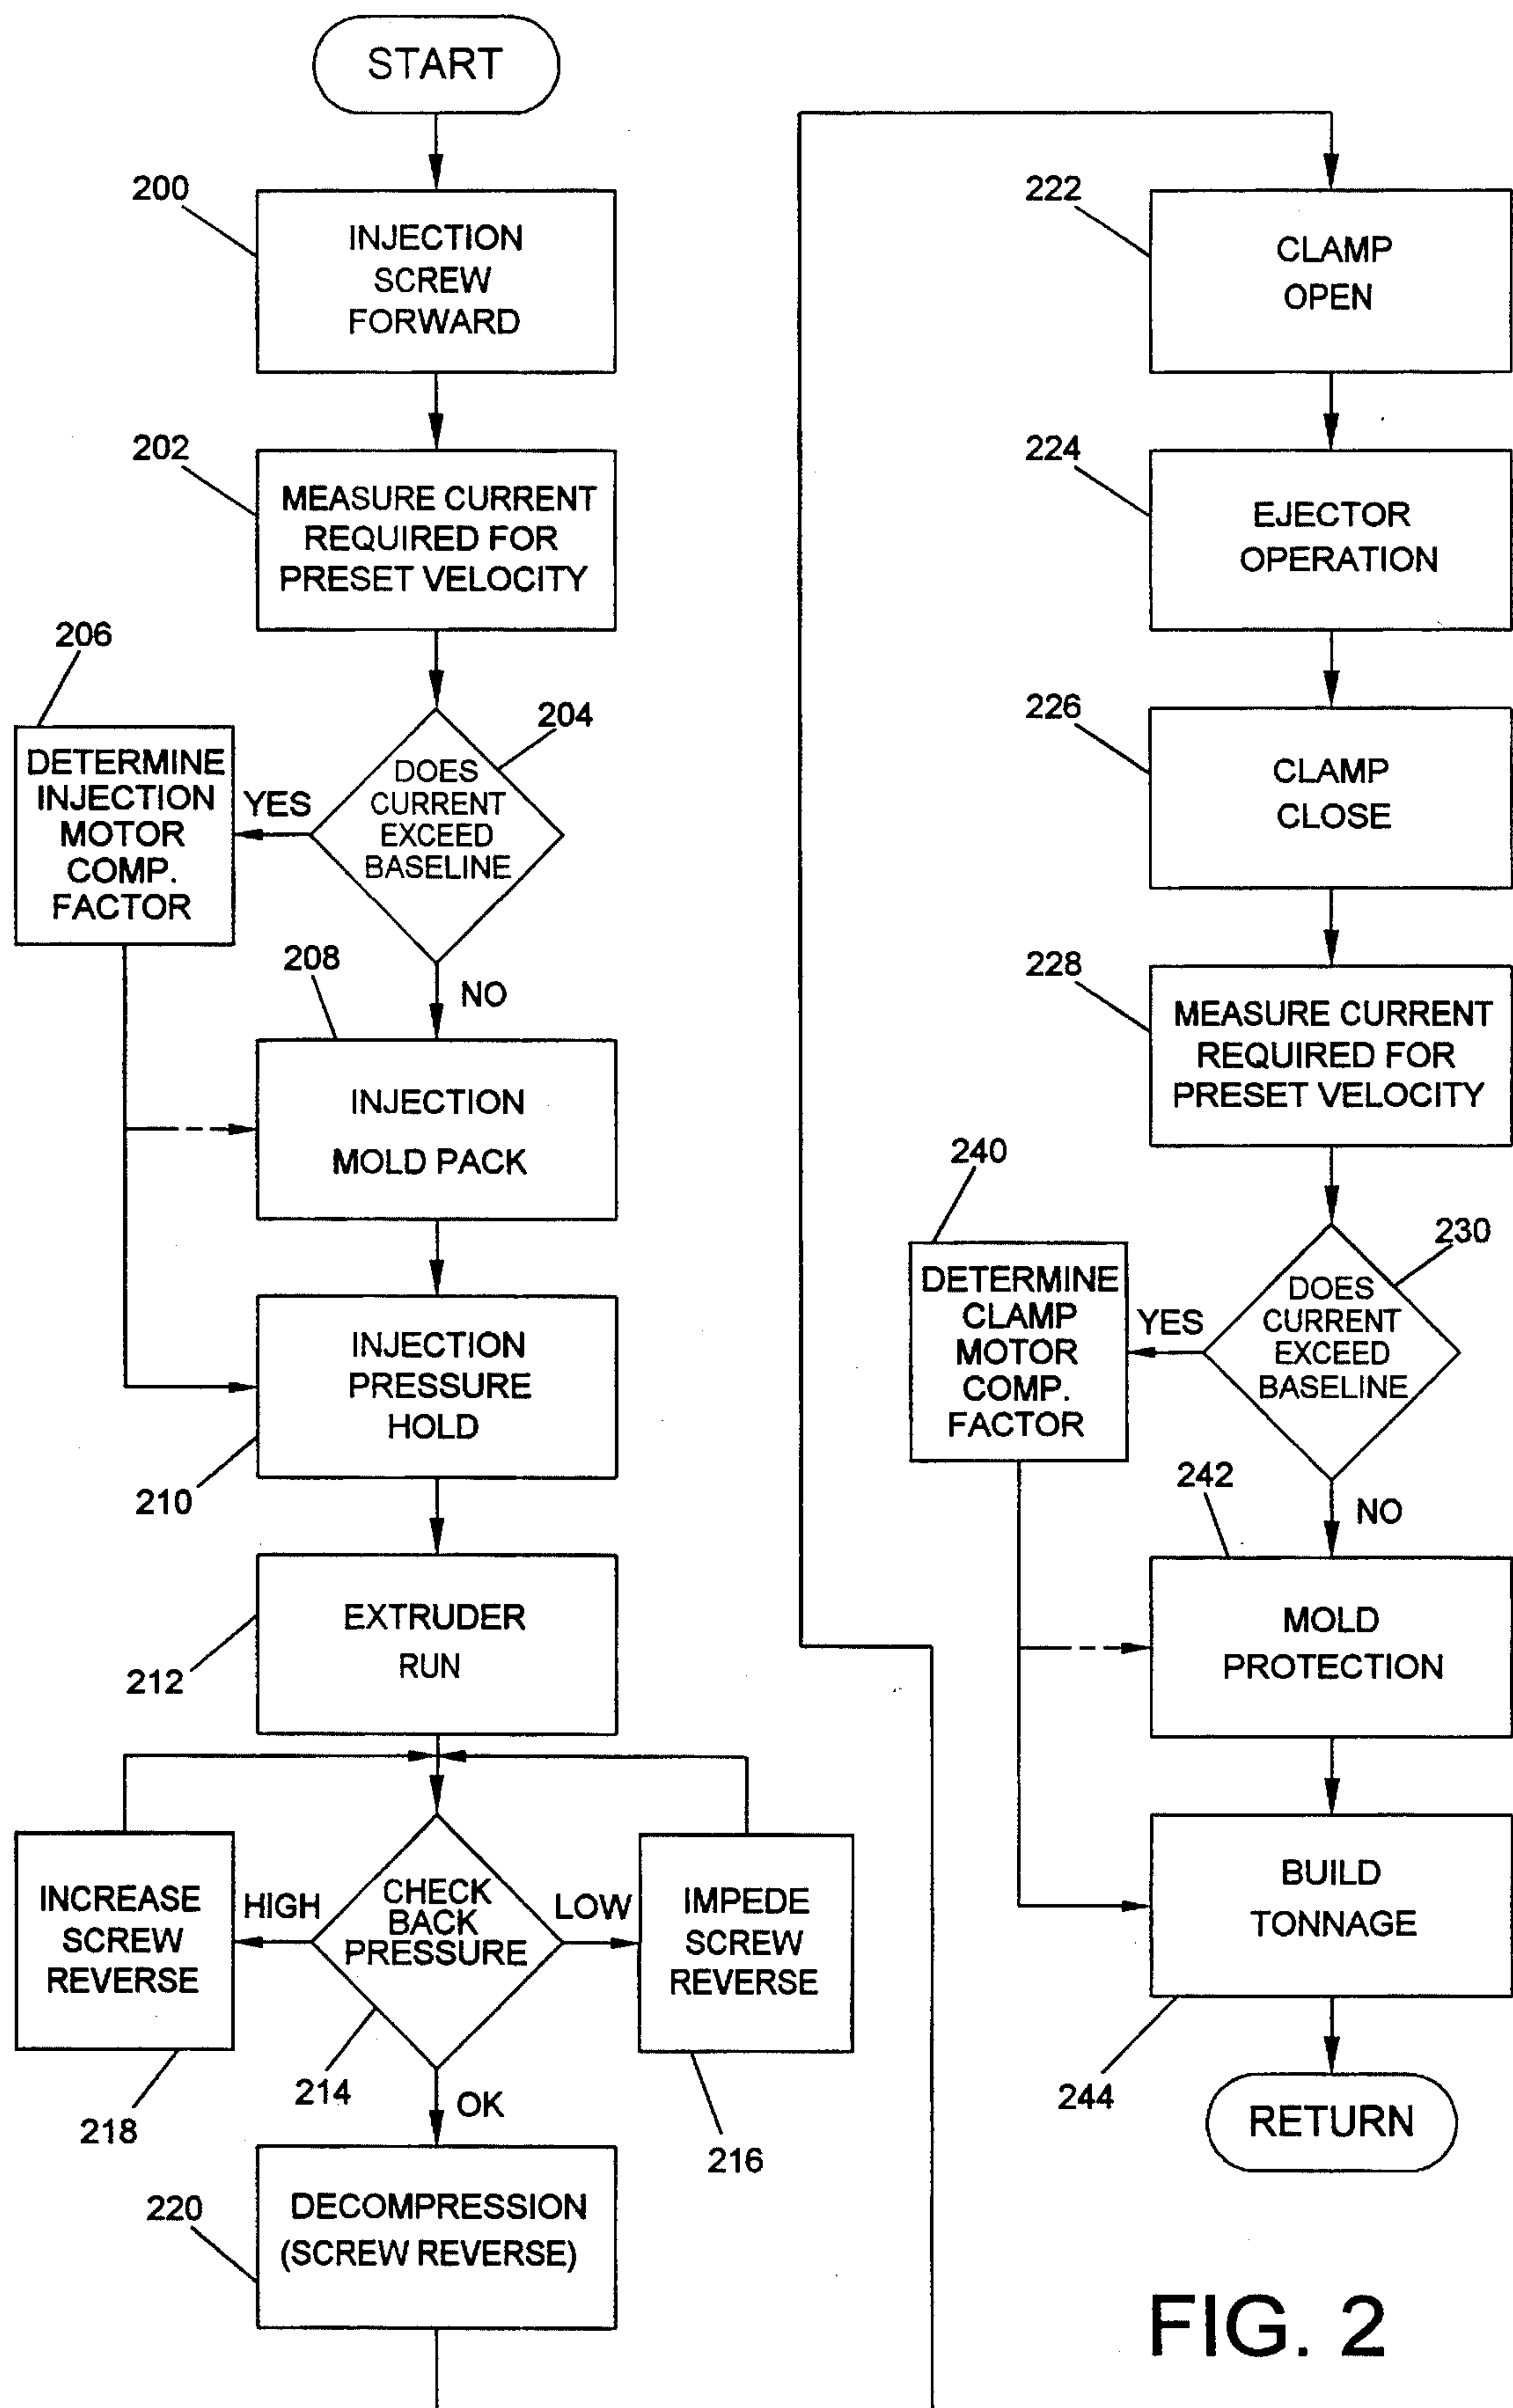 START
200
INJECTION
SCREW
FORWARD
202
MEASURE CURRENT
REQUIRED FOR
PRESET VELOCITY
206
DETERMINE
INJECTION
MOTOR
COMP.
FACTOR
YES
204
DOES
CURRENT
EXCEED
BASELINE
208
NO
INJECTION
MOLD PACK
INJECTION
PRESSURE
HOLD
210
EXTRUDER
RUN
212
INCREASE
SCREW
REVERSE
218
HIGH
CHECK
BACK
PRESSURE
214
LOW
IMPEDE
SCREW
REVERSE
216
OK
220
DECOMPRESSION
(SCREW REVERSE)
222
CLAMP
OPEN
224
EJECTOR
OPERATION
226
CLAMP
CLOSE
228
MEASURE CURRENT
REQUIRED FOR
PRESET VELOCITY
240
DETERMINE
CLAMP
MOTOR
COMP.
FACTOR
YES
230
DOES
CURRENT
EXCEED
BASELINE
242
NO
MOLD
PROTECTION
BUILD
TONNAGE
244
RETURN
FIG. 2